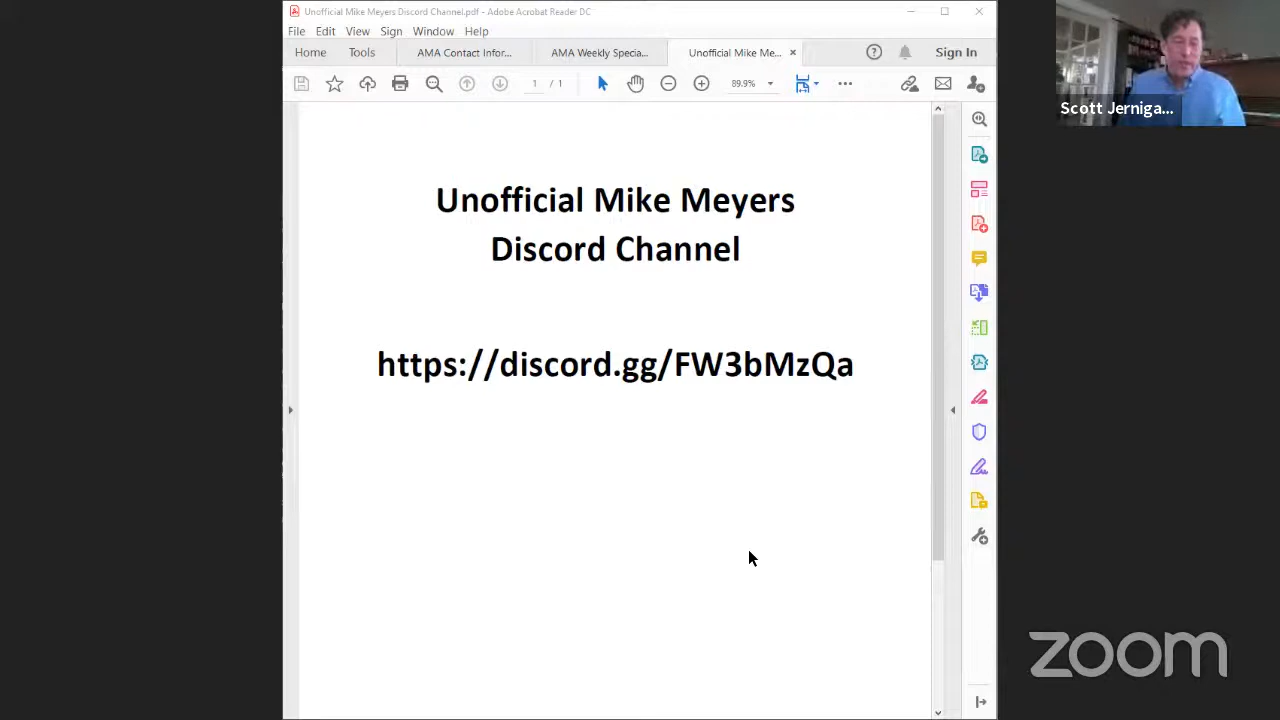 Unofficial Mike Meyers Discord Channel.pdf - Adobe Acrobat Reader DC
File Edit View Sign Window Help
Home Tools AMA Contact Infor... AMA Weekly Specia... Unofficial Mike Me... × Sign In
1 / 1 89.9%
Scott Jerniga...
Unofficial Mike Meyers
Discord Channel
https://discord.gg/FW3bMzQa
zoom